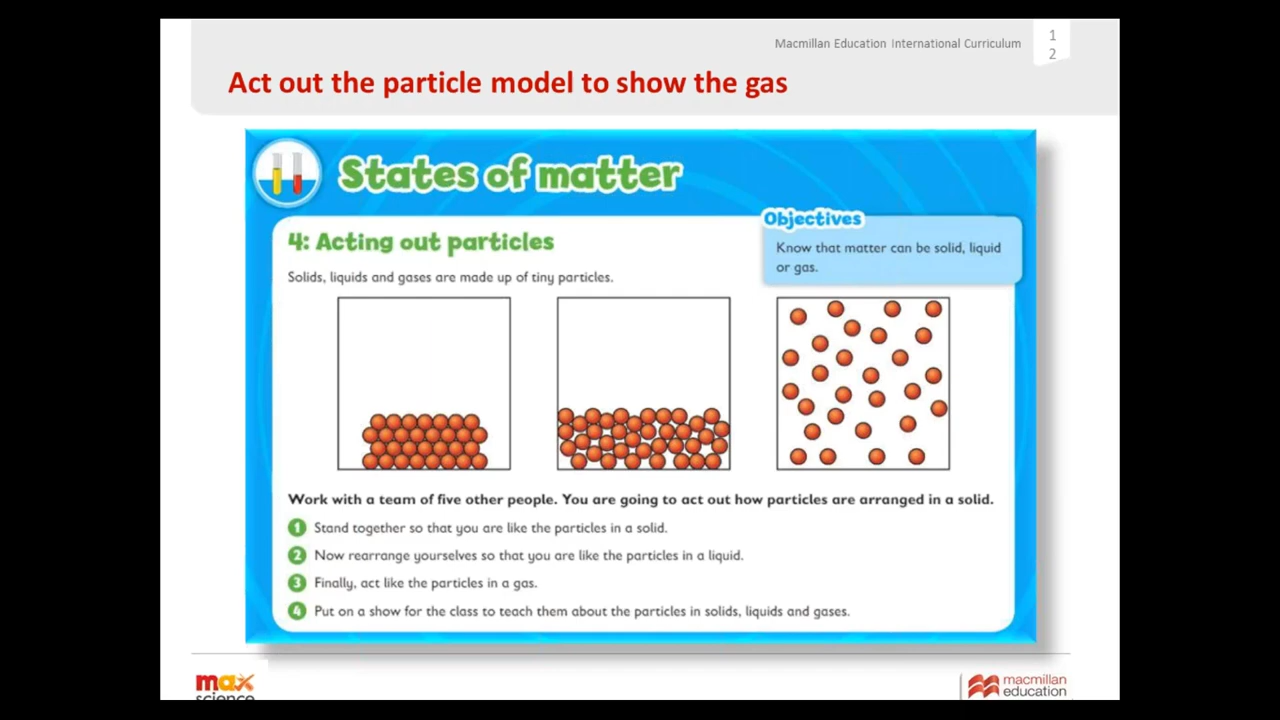 Macmillan Education International Curriculum
1
2
Act out the particle model to show the gas
States of matter
Objectives
Know that matter can be solid, liquid
or gas.
4: Acting out particles
Solids, liquids and gases are made up of tiny particles.
Work with a team of five other people. You are going to act out how particles are arranged in a solid.
1 Stand together so that you are like the particles in a solid.
2 Now rearrange yourselves so that you are like the particles in a liquid.
3 Finally, act like the particles in a gas.
4 Put on a show for the class to teach them about the particles in solids, liquids and gases.
max
science
macmillan
education